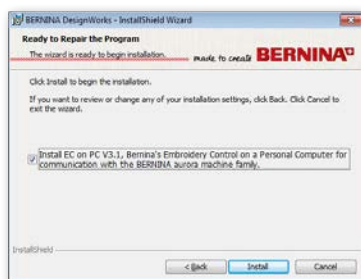 BERNINA DesignWorks - InstallShield Wizard
Ready to Repair the Program
The wizard is ready to begin installation.
made to create BERNINA
Click Install to begin the installation.
If you want to review or change any of your installation settings, click Back. Click Cancel to
exit the wizard.
Install EC on PC V3.1, Bernina's Embroidery Control on a Personal Computer for
communication with the BERNINA aurora machine family.
InstallShield
< Back
Install
Cancel